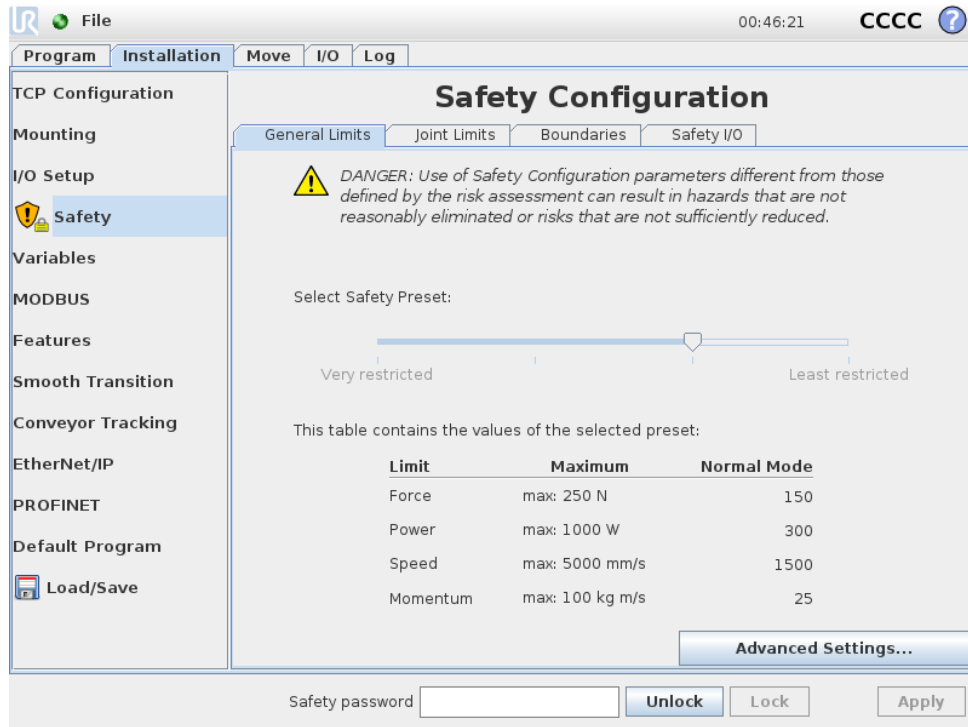 UR File 00:46:21 CCCC ?
Program Installation Move I/O Log
TCP Configuration
Mounting
I/O Setup
Safety
Variables
MODBUS
Features
Smooth Transition
Conveyor Tracking
EtherNet/IP
PROFINET
Default Program
Load/Save
Safety Configuration
General Limits Joint Limits Boundaries Safety I/O
DANGER: Use of Safety Configuration parameters different from those
defined by the risk assessment can result in hazards that are not
reasonably eliminated or risks that are not sufficiently reduced.
Select Safety Preset:
Very restricted Least restricted
This table contains the values of the selected preset:
Limit Maximum Normal Mode
Force max: 250 N 150
Power max: 1000 W 300
Speed max: 5000 mm/s 1500
Momentum max: 100 kg m/s 25
Advanced Settings...
Safety password Unlock Lock Apply